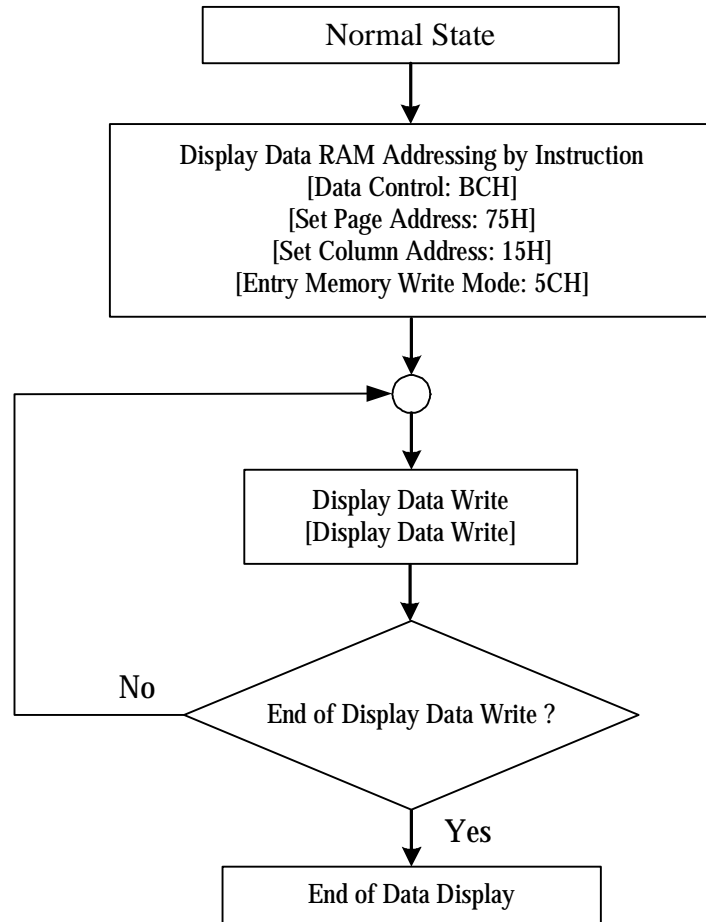 Normal State
Display Data RAM Addressing by Instruction
[Data Control: BCH]
[Set Page Address: 75H]
[Set Column Address: 15H]
[Entry Memory Write Mode: 5CH]
Display Data Write
[Display Data Write]
No
End of Display Data Write ?
Yes
End of Data Display